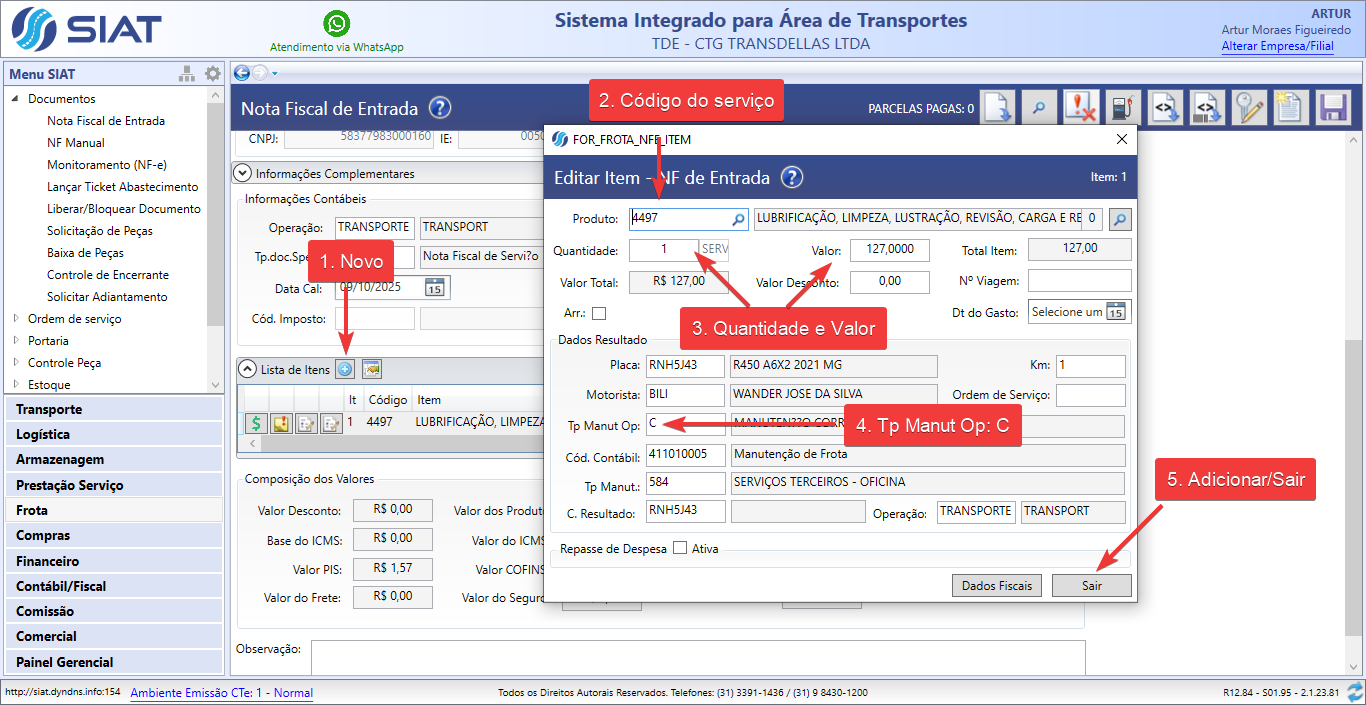 SIAT
Atendimento via WhatsApp
Sistema Integrado para Área de Transportes
TDE - CTG TRANSDELLAS LTDA
ARTUR
Artur Moraes Figueiredo
Alterar Empresa/Filial
Menu SIAT
Documentos
Nota Fiscal de Entrada
NF Manual
Monitoramento (NF-e)
Lançar Ticket Abastecimento
Liberar/Bloquear Documento
Solicitação de Peças
Baixa de Peças
Controle de Encerrante
Solicitar Adiantamento
Ordem de serviço
Portaria
Controle Peça
Estoque
Transporte
Logística
Armazenagem
Prestação Serviço
Frota
Compras
Financeiro
Contábil/Fiscal
Comissão
Comercial
Painel Gerencial
Nota Fiscal de Entrada ?
2. Código do serviço
PARCELAS PAGAS: 0
CNPJ: 58377983000160 IE: 0050
Informações Complementares
Informações Contábeis
Operação: TRANSPORTE TRANSPORT
Tp.doc.Spe Nota Fiscal de Servi?o
1. Novo
Data Cal: 09/10/2025 15
Cód. Imposto:
Lista de Itens
It Código Item
$ 1 4497 LUBRIFICAÇÃO, LIMPEZA
Composição dos Valores
Valor Desconto: R$ 0,00 Valor dos Produt
Base do ICMS: R$ 0,00 Valor do ICMS
Valor PIS: R$ 1,57 Valor COFINS
Valor do Frete: R$ 0,00 Valor do Seguro
Observação:
FOR_FROTA_NFE_ITEM
Editar Item - NF de Entrada ?
Item: 1
Produto: 4497 LUBRIFICAÇÃO, LIMPEZA, LUSTRAÇÃO, REVISÃO, CARGA E RE 0
Quantidade: 1 SERV Valor: 127,0000 Total Item: 127,00
Valor Total: R$ 127,00 Valor Desconto: 0,00 Nº Viagem:
Arr.: Dt do Gasto: Selecione um 15
3. Quantidade e Valor
Dados Resultado
Placa: RNH5J43 R450 A6X2 2021 MG Km: 1
Motorista: BILI WANDER JOSE DA SILVA Ordem de Serviço:
Tp Manut Op: C MANUTEN??O CORR
4. Tp Manut Op: C
Cód. Contábil: 411010005 Manutenção de Frota
Tp Manut.: 584 SERVIÇOS TERCEIROS - OFICINA
C. Resultado: RNH5J43 Operação: TRANSPORTE TRANSPORT
Repasse de Despesa Ativa
Dados Fiscais Sair
5. Adicionar/Sair
http://siat.dyndns.info:154 Ambiente Emissão CTe: 1 - Normal
Todos os Direitos Autorais Reservados. Telefones: (31) 3391-1436 / (31) 9 8430-1200
R12.84 - S01.95 - 2.1.23.81